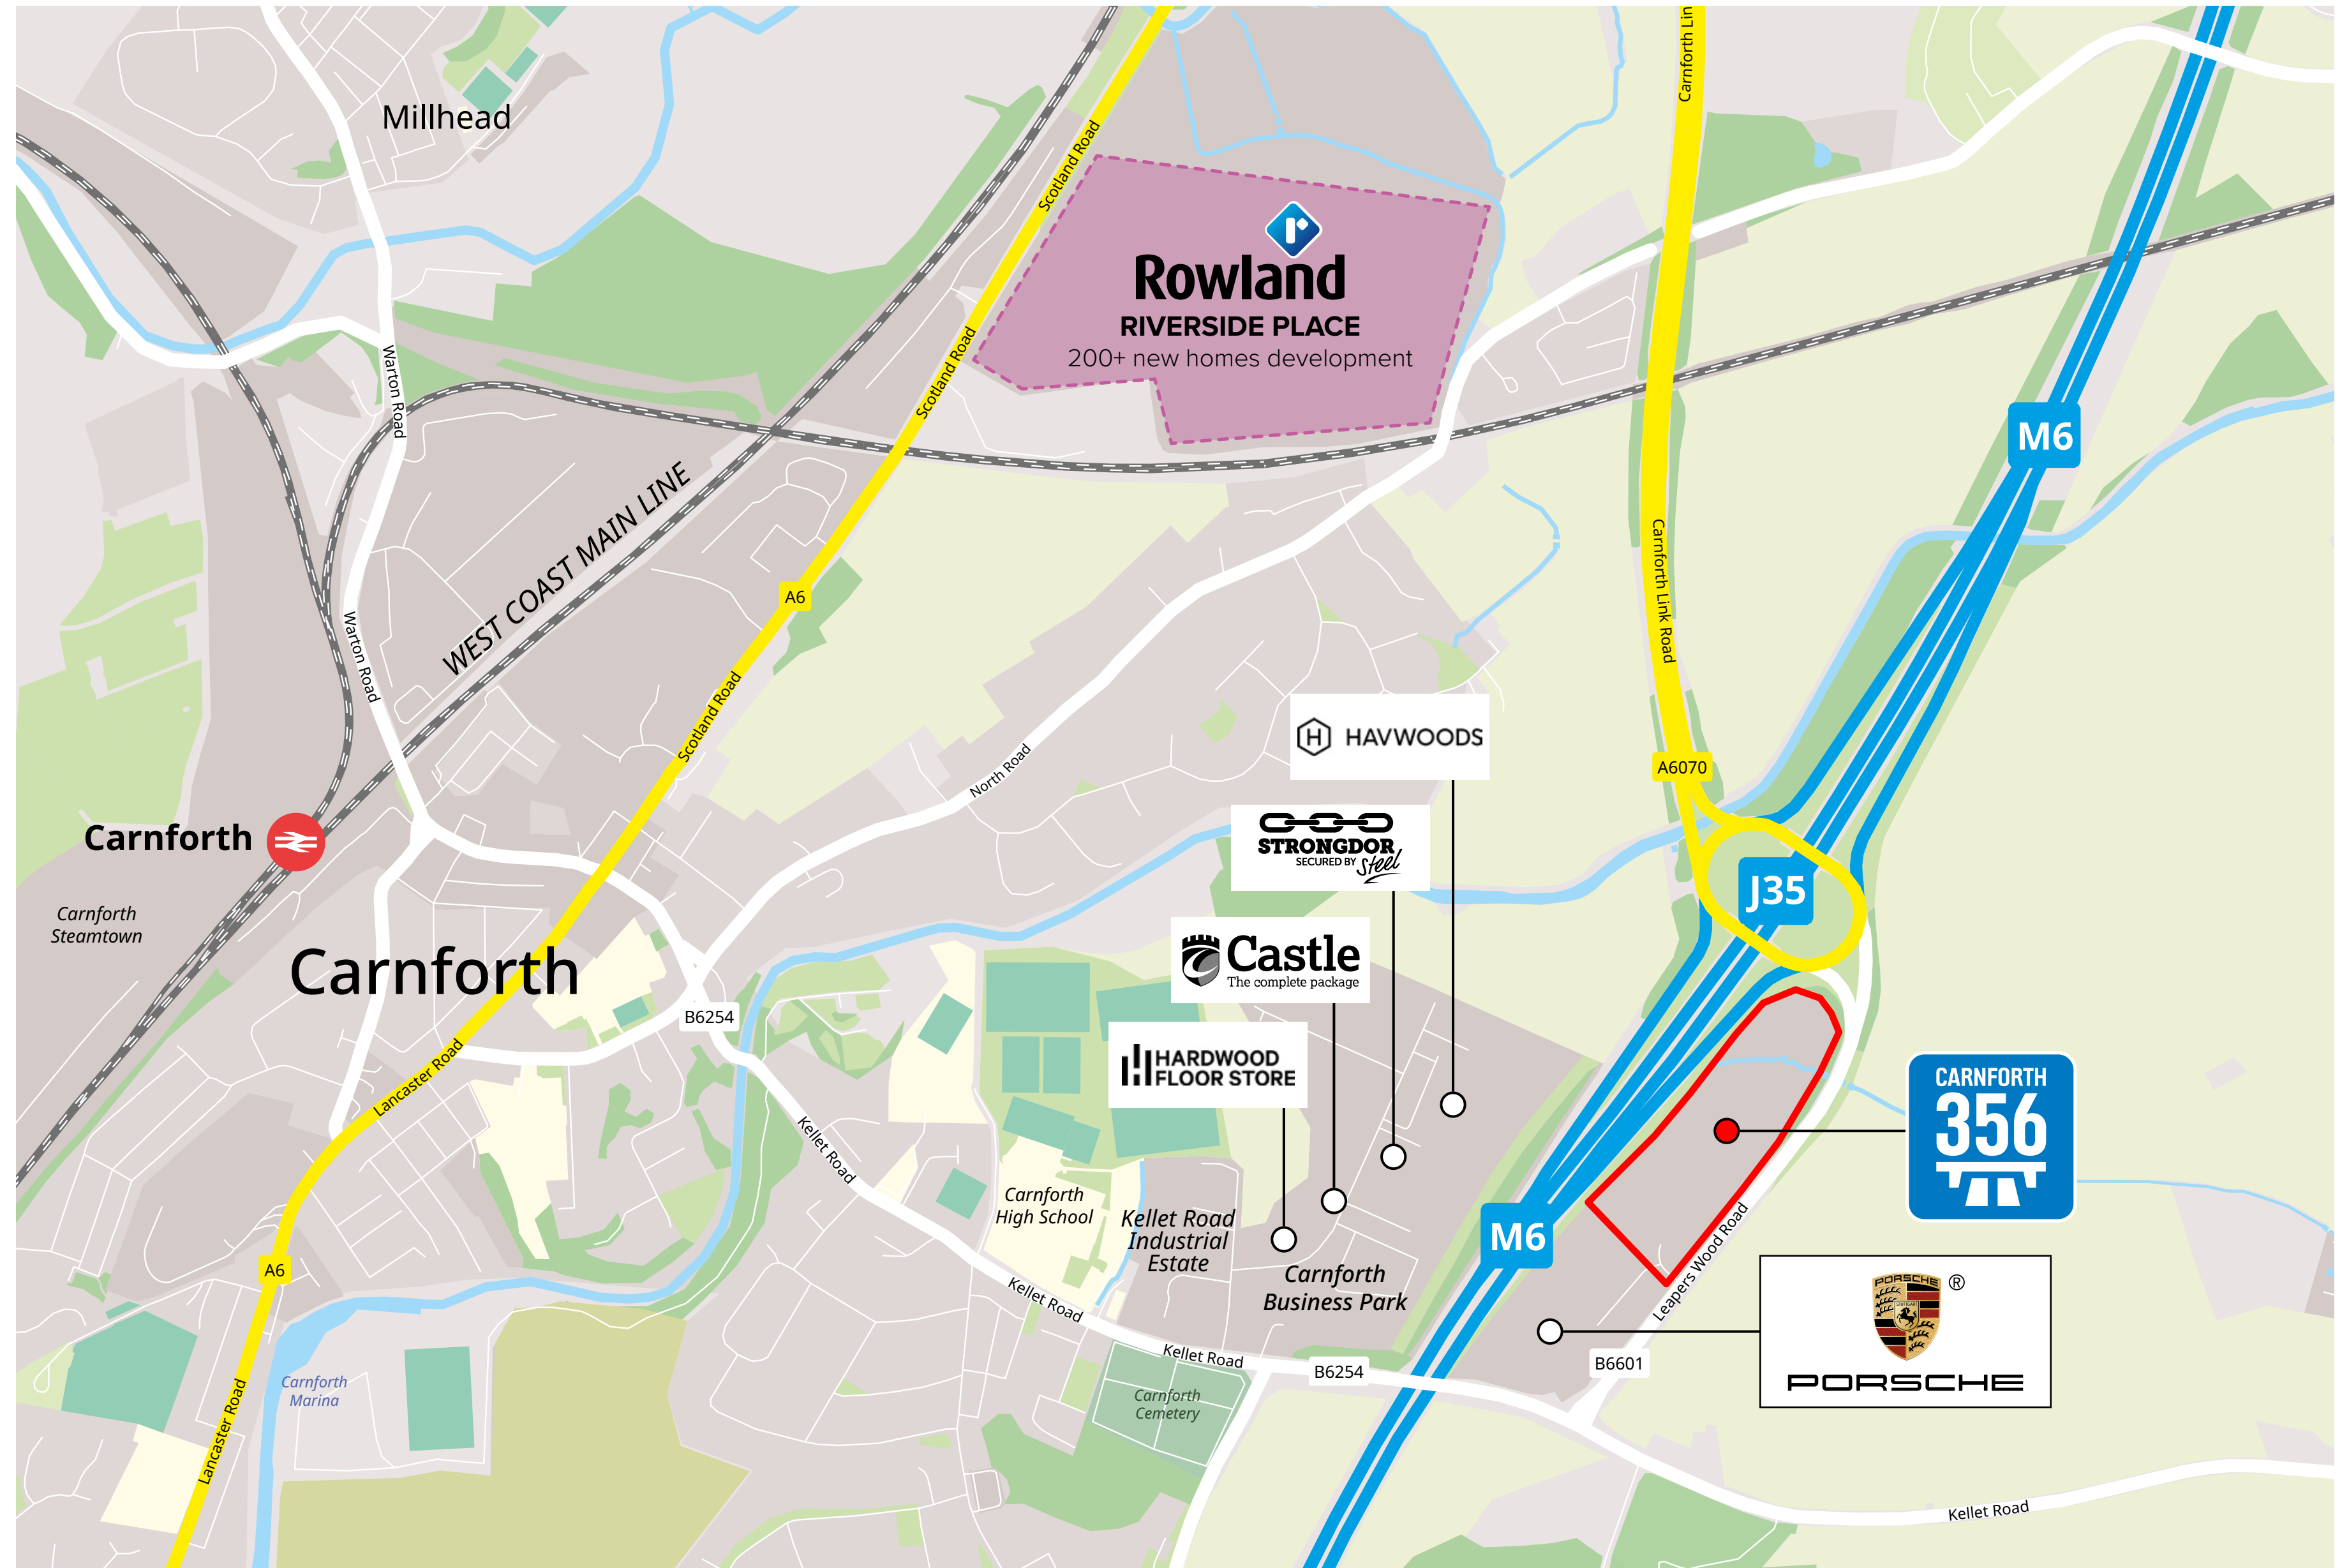 Carnforth Lin
Millhead
Scotland Road
Rowland
RIVERSIDE PLACE
200+ new homes development
Warton Road
Scotland Road
M6
WEST COAST MAIN LINE
A6
Carnforth Link Road
Warton Road
Scotland Road
HAVWOODS
North Road
A6070
Carnforth
STRONGDOR
SECURED BY Steel
J35
Carnforth
Steamtown
Carnforth
Castle
The complete package
B6254
HARDWOOD
FLOOR STORE
Lancaster Road
CARNFORTH
356
Kellet Road
Carnforth
High School
Kellet Road
Industrial
Estate
M6
Leapers Wood Road
A6
Carnforth
Business Park
Kellet Road
PORSCHE
STUTTGART
®
PORSCHE
Kellet Road
B6254
B6601
Carnforth
Marina
Carnforth
Cemetery
Lancaster Road
Kellet Road